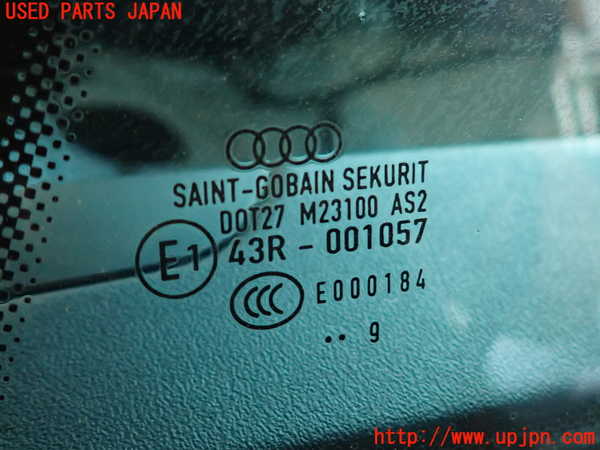 USED PARTS JAPAN
SAINT-GOBAIN SEKURIT
DOT27 M23100 AS2
E1 43R - 001057
CCC E000184
.. 9
http://www.upjpn.com/